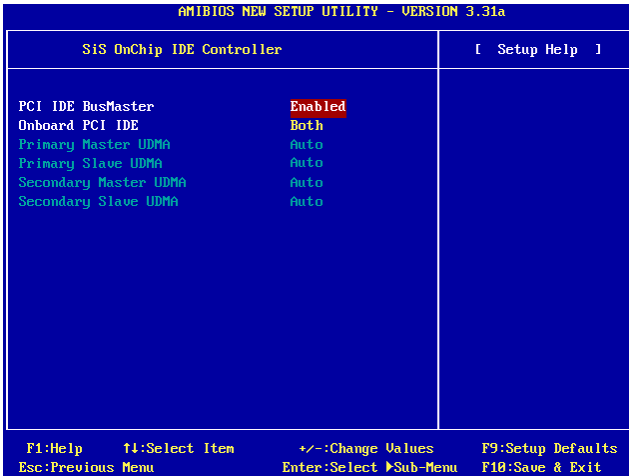 AMIBIOS NEW SETUP UTILITY - VERSION 3.31a
SiS OnChip IDE Controller [ Setup Help ]
PCI IDE BusMaster Enabled
Onboard PCI IDE Both
Primary Master UDMA Auto
Primary Slave UDMA Auto
Secondary Master UDMA Auto
Secondary Slave UDMA Auto
F1:Help ↑↓:Select Item +/-:Change Values F9:Setup Defaults
Esc:Previous Menu Enter:Select ▶Sub-Menu F10:Save & Exit